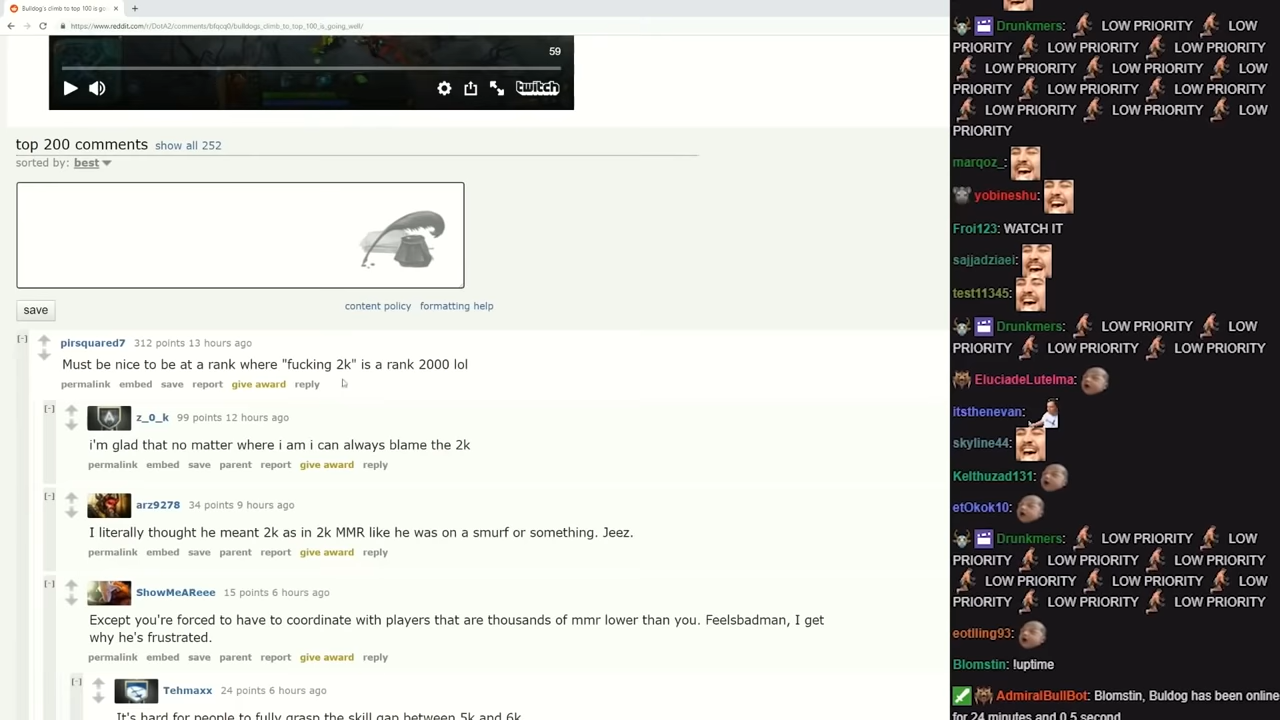 Bulldog's climb to top 100 is go
https://www.reddit.com/r/DotA2/comments/bfqcq0/bulldogs_climb_to_top_100_is_going_well/
59
twitch
top 200 comments show all 252
sorted by: best
content policy formatting help
save
[-]
pirsquared7 312 points 13 hours ago
Must be nice to be at a rank where "fucking 2k" is a rank 2000 lol
permalink embed save report give award reply
[-]
z_0_k 99 points 12 hours ago
i'm glad that no matter where i am i can always blame the 2k
permalink embed save parent report give award reply
[-]
arz9278 34 points 9 hours ago
I literally thought he meant 2k as in 2k MMR like he was on a smurf or something. Jeez.
permalink embed save parent report give award reply
[-]
ShowMeAReee 15 points 6 hours ago
Except you're forced to have to coordinate with players that are thousands of mmr lower than you. Feelsbadman, I get
why he's frustrated.
permalink embed save parent report give award reply
[-]
Tehmaxx 24 points 6 hours ago
It's hard for people to fully grasp the skill gap between 5k and 6k
Drunkmers: LOW PRIORITY LOW
PRIORITY LOW PRIORITY LOW PRIORITY
LOW PRIORITY LOW PRIORITY
LOW PRIORITY LOW PRIORITY
LOW PRIORITY LOW PRIORITY LOW
PRIORITY
marqoz_:
yobineshu:
Froi123: WATCH IT
sajjadziaei:
test11345:
Drunkmers: LOW PRIORITY LOW
PRIORITY LOW PRIORITY LOW PRIORITY
EluciadeLutelma:
itsthenevan:
skyline44:
Kelthuzad131:
etOkok10:
Drunkmers: LOW PRIORITY LOW
PRIORITY LOW PRIORITY LOW PRIORITY
LOW PRIORITY LOW PRIORITY LOW
PRIORITY LOW PRIORITY LOW PRIORITY
eotlling93:
Blomstin: !uptime
AdmiralBullBot: Blomstin, Buldog has been online
for 24 minutes and 0.5 second